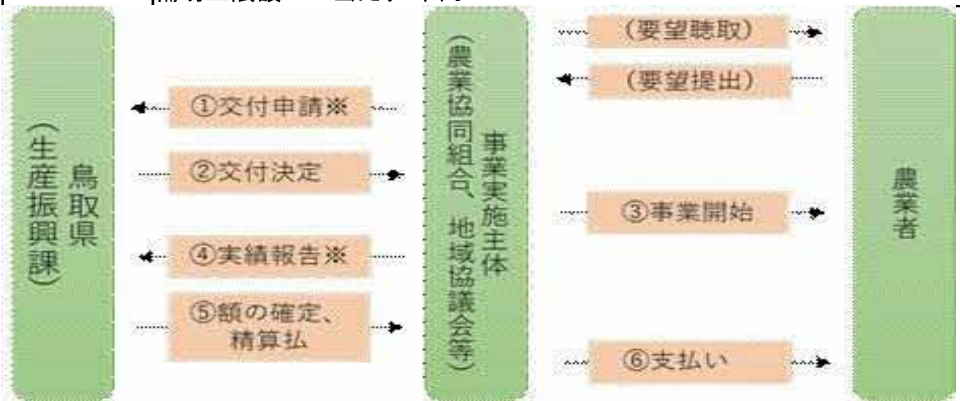 鳥取県
(生産振興課)
①交付申請※
②交付決定
④実績報告※
⑤額の確定、
精算払
事業実施主体
(農業協同組合、地域協議会等)
(要望聴取)
(要望提出)
③事業開始
⑥支払い
農業者